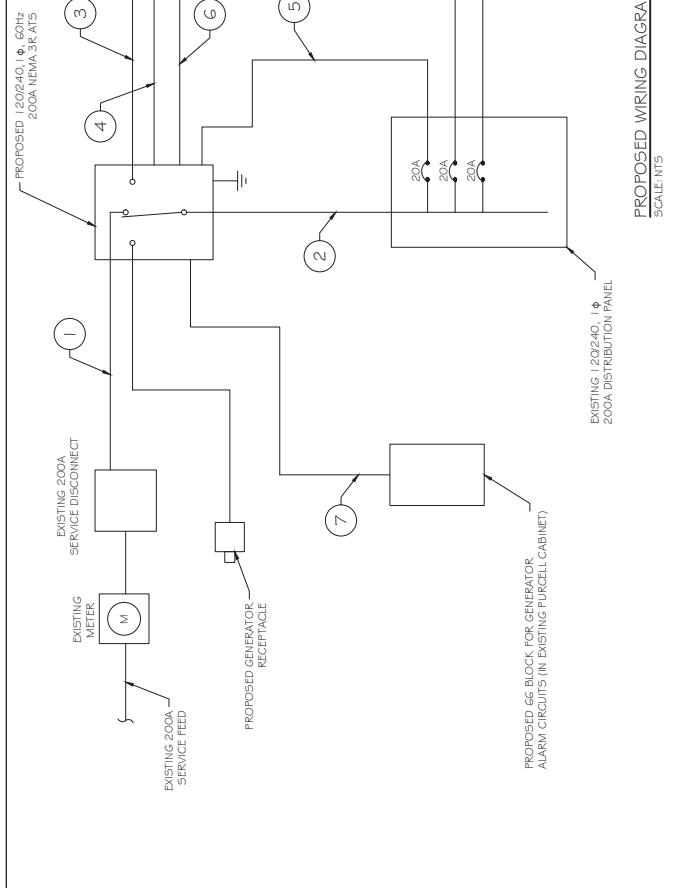 PROPOSED 120/240, 1ϕ, 60Hz
200A NEMA 3R ATS
3
6
5
4
1
2
7
EXISTING 200A
SERVICE DISCONNECT
EXISTING
METER
M
EXISTING 200A
SERVICE FEED
PROPOSED GENERATOR
RECEPTACLE
20A
20A
20A
EXISTING 120/240, 1ϕ
200A DISTRIBUTION PANEL
PROPOSED 66 BLOCK FOR GENERATOR
ALARM CIRCUITS (IN EXISTING PURCELL CABINET)
PROPOSED WIRING DIAGRA
SCALE: NTS